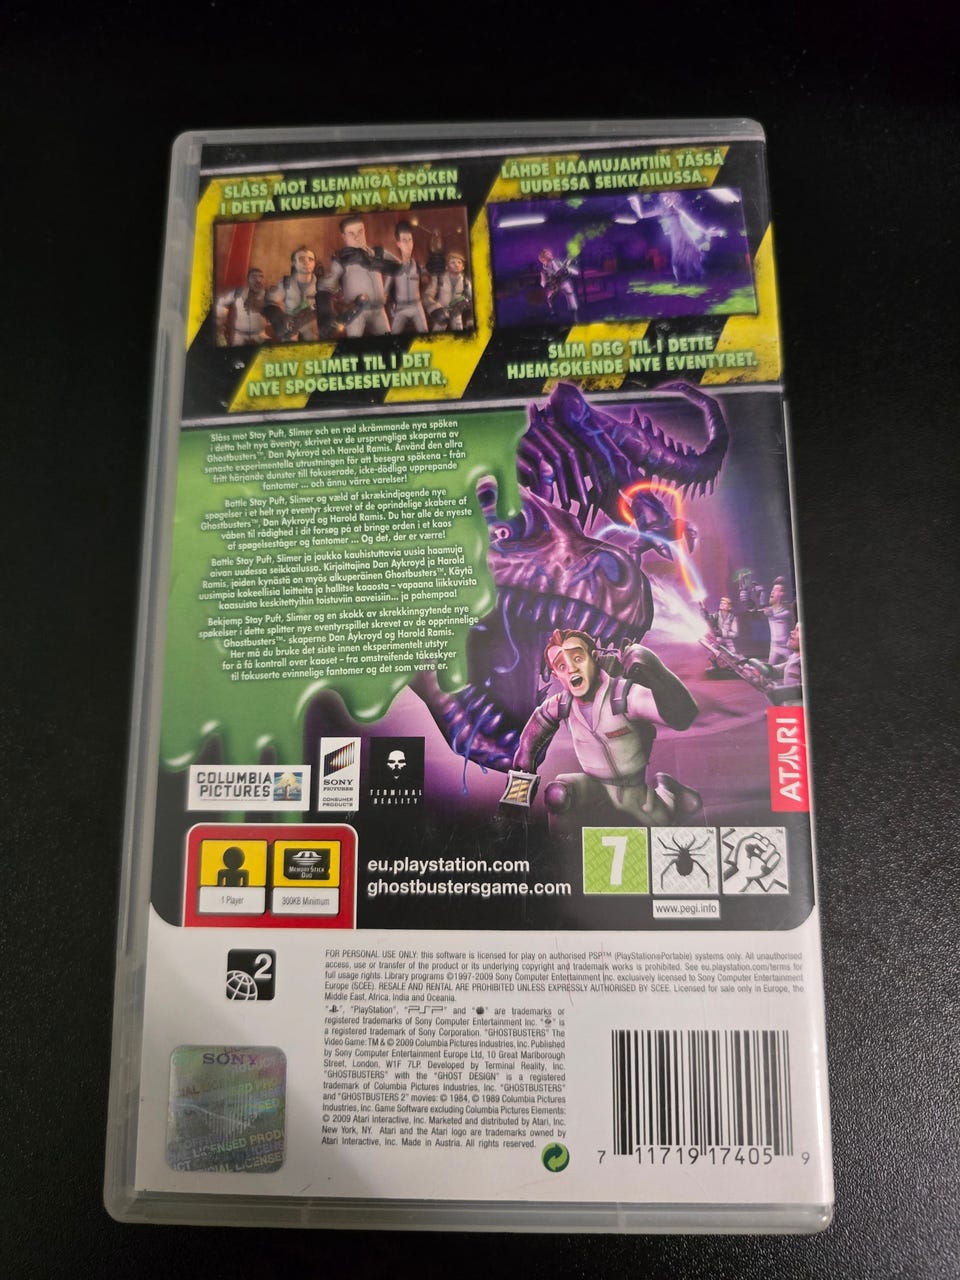 SLÅSS MOT SLEMMIGA SPÖKEN
I DETTA KUSLIGA NYA ÄVENTYR.
LÄHDE HAAMUJAHTIIN TÄSSÄ
UUDESSA SEIKKAILUSSA.
BLIV SLIMET TIL I DET
NYE SPØGELSESEVENTYR.
SLIM DEG TIL I DETTE
HJEMSØKENDE NYE EVENTYRET.
Slåss mot Stay Puft, Slimer och en rad skrämmande nya spöken
i detta helt nya äventyr, skrivet av de ursprungliga skaparna av
Ghostbusters™, Dan Aykroyd och Harold Ramis. Använd den allra
senaste experimentella utrustningen för att besegra spökena – från
fritt härjande dunster till fokuserade, icke-dödliga upprepande
fantomer ... och ännu värre varelser!
Battle Stay Puft, Slimer og væld af skrækindjagende nye
spøgelser i et helt nyt eventyr skrevet af de oprindelige skabere af
Ghostbusters™, Dan Aykroyd og Harold Ramis. Du har alle de nyeste
våben til rådighed i dit forsøg på at bringe orden i et kaos
af spøgelseståger og fantomer ... Og det, der er værre!
Battle Stay Puft, Slimer ja joukko kauhistuttavia uusia haamuja
aivan uudessa seikkailussa. Kirjoittajina Dan Aykroyd ja Harold
Ramis, joiden kynästä on myös alkuperäinen Ghostbusters™. Käytä
uusimpia kokeellisia laitteita ja hallitse kaaosta – vapaana liikkuvista
kaasuista keskitettyihin toistuviin aaveisiin... ja pahempaa!
Bekjemp Stay Puft, Slimer og en skokk av skrekkinngytende nye
spøkelser i dette splitter nye eventyrspillet skrevet av de opprinnelige
Ghostbusters™- skaperne Dan Aykroyd og Harold Ramis.
Her må du bruke det siste innen eksperimentelt utstyr
for å få kontroll over kaoset – fra omstreifende tåkeskyer
til fokuserte evinnelige fantomer og det som verre er.
ATARI
COLUMBIA
PICTURES
SONY
PICTURES
CONSUMER
PRODUCTS
TERMINAL
REALITY
MEMORY STICK
DUO
1 Player
300KB Minimum
eu.playstation.com
ghostbustersgame.com
7
www.pegi.info
2
FOR PERSONAL USE ONLY: this software is licensed for play on authorised PSP™ (PlayStation®Portable) systems only. All unauthorised
access, use or transfer of the product or its underlying copyright and trademark works is prohibited. See eu.playstation.com/terms for
full usage rights. Library programs ©1997-2009 Sony Computer Entertainment Inc. exclusively licensed to Sony Computer Entertainment
Europe (SCEE). RESALE AND RENTAL ARE PROHIBITED UNLESS EXPRESSLY AUTHORISED BY SCEE. Licensed for sale only in Europe, the
Middle East, Africa, India and Oceania.
" ", "PlayStation", "PSP" and " " are trademarks or
registered trademarks of Sony Computer Entertainment Inc. " " is
a registered trademark of Sony Corporation. "GHOSTBUSTERS" The
Video Game: TM & © 2009 Columbia Pictures Industries, Inc. Published
by Sony Computer Entertainment Europe Ltd, 10 Great Marlborough
Street, London, W1F 7LP. Developed by Terminal Reality, Inc.
"GHOSTBUSTERS" with the "GHOST DESIGN" is a registered
trademark of Columbia Pictures Industries, Inc. "GHOSTBUSTERS"
and "GHOSTBUSTERS 2" movies: © 1984, © 1989 Columbia Pictures
Industries, Inc. Game Software excluding Columbia Pictures Elements:
© 2009 Atari Interactive, Inc. Marketed and distributed by Atari, Inc.
New York, NY. Atari and the Atari logo are trademarks owned by
Atari Interactive, Inc. Made in Austria. All rights reserved.
SONY
7 11719 17405 9